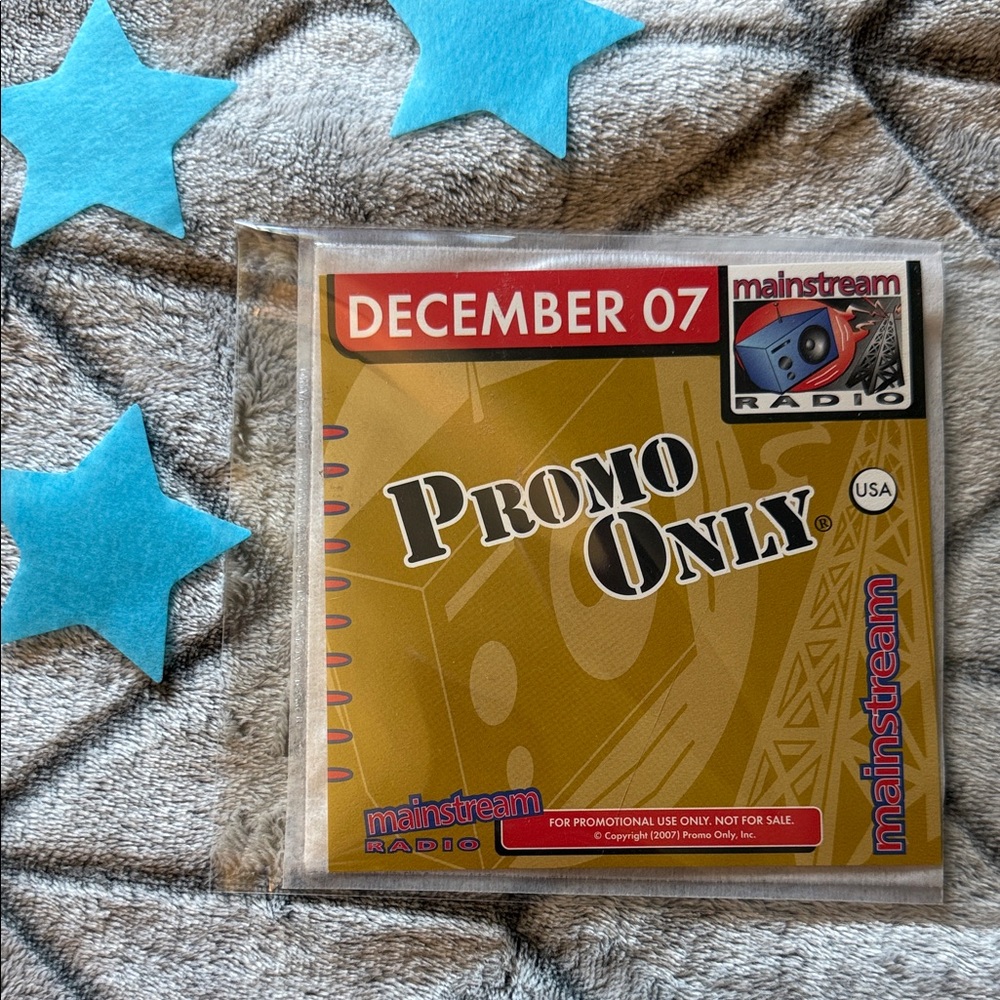 DECEMBER 07
mainstream
RADIO
PROMO
ONLY®
USA
mainstream
mainstream
RADIO
FOR PROMOTIONAL USE ONLY. NOT FOR SALE.
© Copyright (2007) Promo Only, Inc.